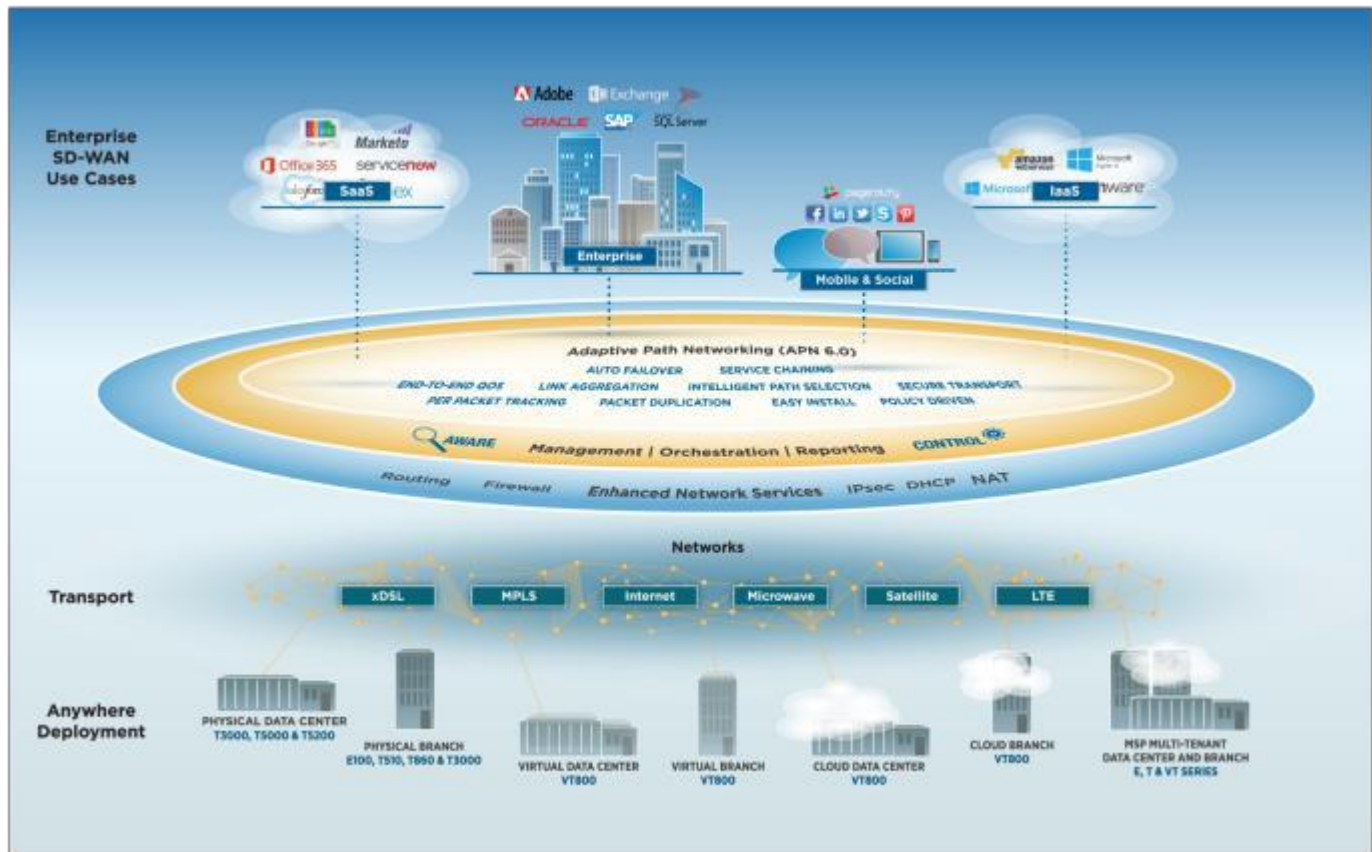 Enterprise
SD-WAN
Use Cases
Marketo
Office 365
servicenow
SaaS
ex
Adobe
Exchange
ORACLE
SAP
SQL Server
Enterprise
pagerduty
Mobile & Social
amazon
webservices
Microsoft
Microsoft
IaaS
ware
Adaptive Path Networking (APN 6.0)
AUTO FAILOVER SERVICE CHAINING
END-TO-END QOS LINK AGGREGATION INTELLIGENT PATH SELECTION SECURE TRANSPORT
PER PACKET TRACKING PACKET DUPLICATION EASY INSTALL POLICY DRIVEN
AWARE Management | Orchestration | Reporting CONTROL
Routing Firewall Enhanced Network Services IPsec DHCP NAT
Networks
Transport
xDSL MPLS Internet Microwave Satellite LTE
Anywhere
Deployment
PHYSICAL DATA CENTER
T3000, T5000 & T5200
PHYSICAL BRANCH
E100, T510, T860 & T3000
VIRTUAL DATA CENTER
VT800
VIRTUAL BRANCH
VT800
CLOUD DATA CENTER
VT800
CLOUD BRANCH
VT800
MSP MULTI-TENANT
DATA CENTER AND BRANCH
E, T & VT SERIES